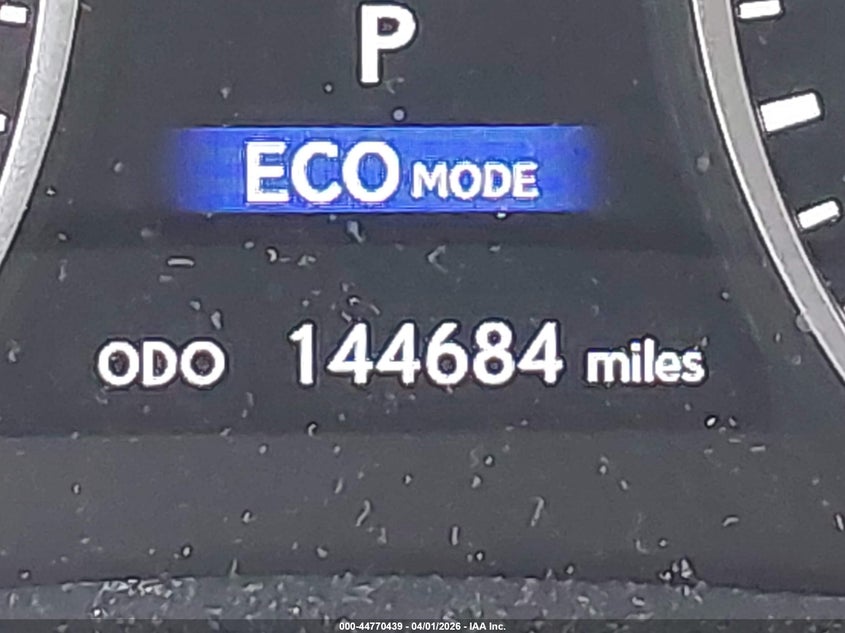 P
ECO MODE
ODO 144684 miles
000-44770439 - 04/01/2026 - IAA Inc.